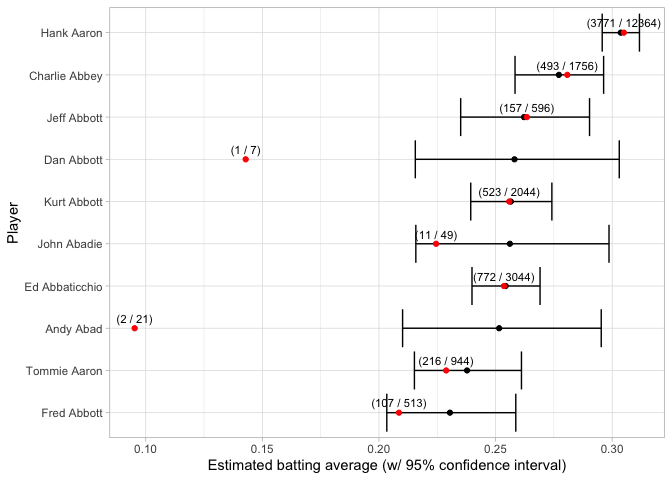 Hank Aaron (3771 / 12364)
Charlie Abbey (493 / 1756)
Jeff Abbott (157 / 596)
Dan Abbott (1 / 7)
Kurt Abbott (523 / 2044)
John Abadie (11 / 49)
Ed Abbaticchio (772 / 3044)
Andy Abad (2 / 21)
Tommie Aaron (216 / 944)
Fred Abbott (107 / 513)
Player
0.10 0.15 0.20 0.25 0.30
Estimated batting average (w/ 95% confidence interval)